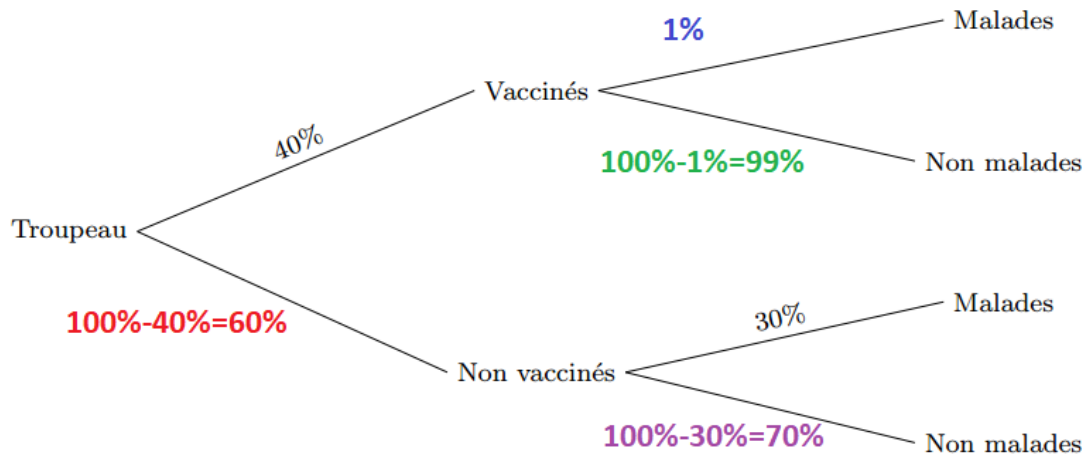 Malades
1%
Vaccinés
40%
100%-1%=99%
Non malades
Troupeau
Malades
30%
100%-40%=60%
Non vaccinés
100%-30%=70%
Non malades